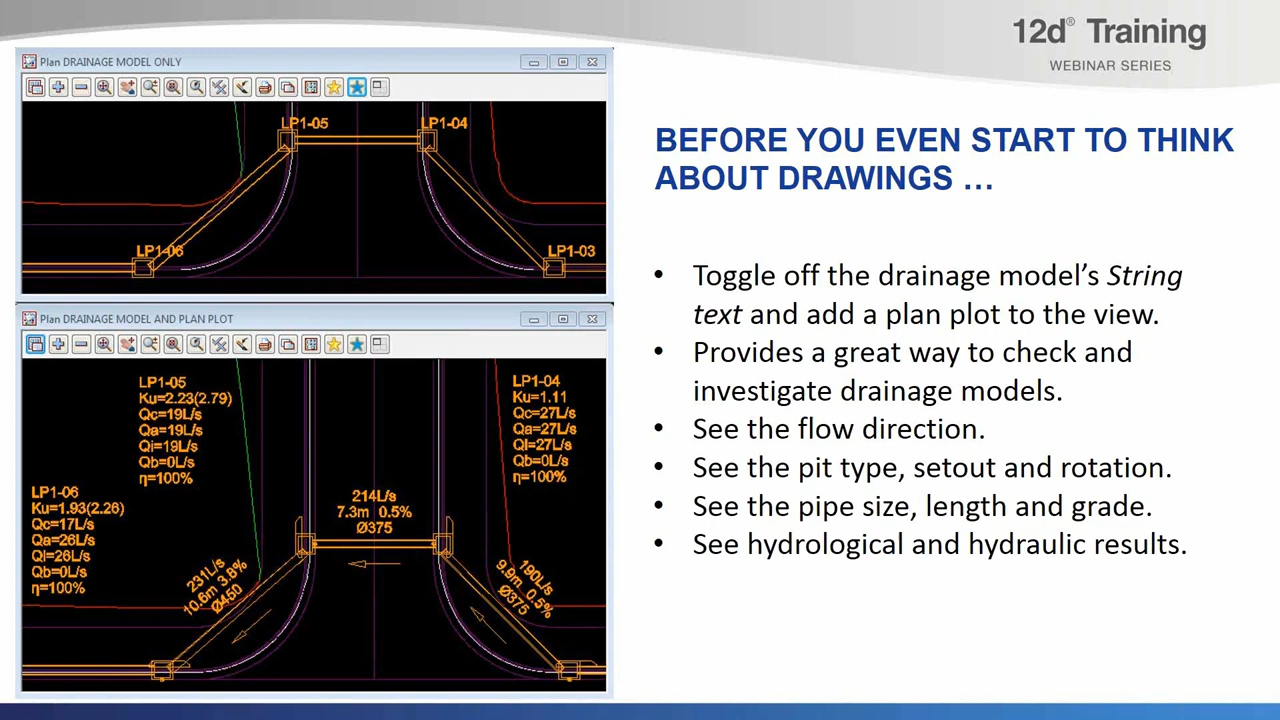 12d® Training
WEBINAR SERIES
Plan DRAINAGE MODEL ONLY
LP1-05
LP1-04
LP1-06
LP1-03
Plan DRAINAGE MODEL AND PLAN PLOT
LP1-05
Ku=2.23(2.79)
Qc=19L/s
Qa=19L/s
Qi=19L/s
Qb=0L/s
η=100%
LP1-04
Ku=1.11
Qc=27L/s
Qa=27L/s
QI=27L/s
Qb=0L/s
η=100%
LP1-06
Ku=1.93(2.26)
Qc=17L/s
Qa=26L/s
QI=26L/s
Qb=0L/s
η=100%
214L/s
7.3m 0.5%
Ø375
231L/s
10.6m 3.8%
Ø450
190L/s
9.9m 0.5%
Ø375
BEFORE YOU EVEN START TO THINK
ABOUT DRAWINGS …
• Toggle off the drainage model’s String
text and add a plan plot to the view.
• Provides a great way to check and
investigate drainage models.
• See the flow direction.
• See the pit type, setout and rotation.
• See the pipe size, length and grade.
• See hydrological and hydraulic results.